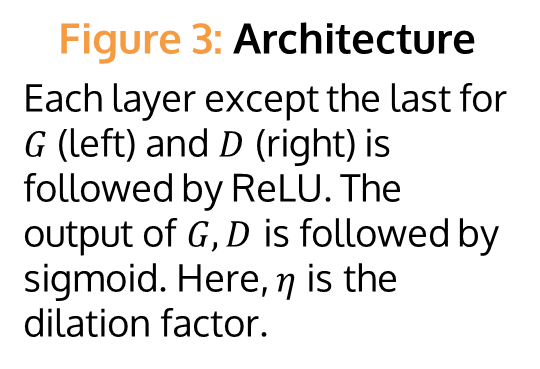 Figure 3: Architecture
Each layer except the last for
G (left) and D (right) is
followed by ReLU. The
output of G, D is followed by
sigmoid. Here, η is the
dilation factor.